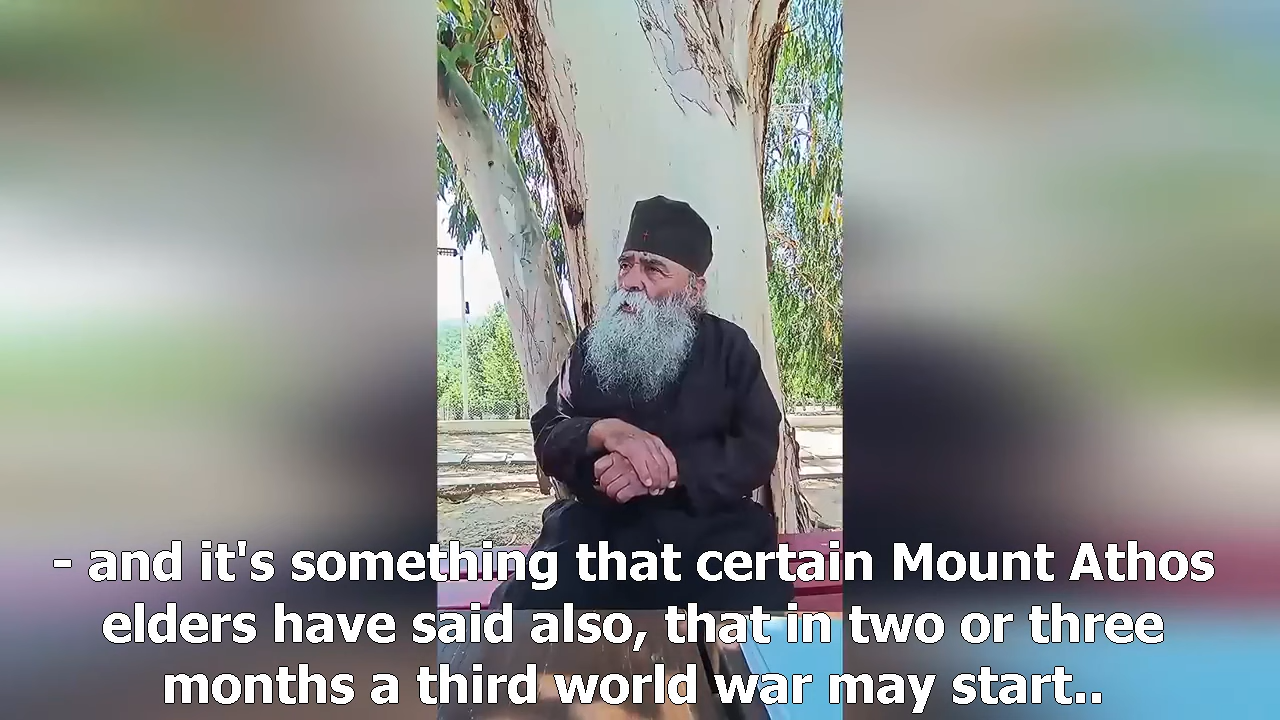 - and it's something that certain Mount Athos
elders have said also, that in two or three
months a third world war may start..